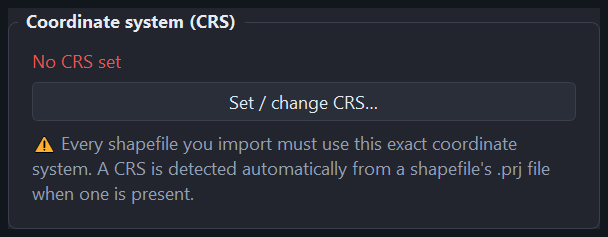 Coordinate system (CRS)
No CRS set
Set / change CRS...
⚠ Every shapefile you import must use this exact coordinate
system. A CRS is detected automatically from a shapefile's .prj file
when one is present.